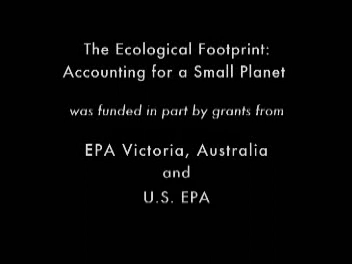 The Ecological Footprint:
Accounting for a Small Planet
was funded in part by grants from
EPA Victoria, Australia
and
U.S. EPA